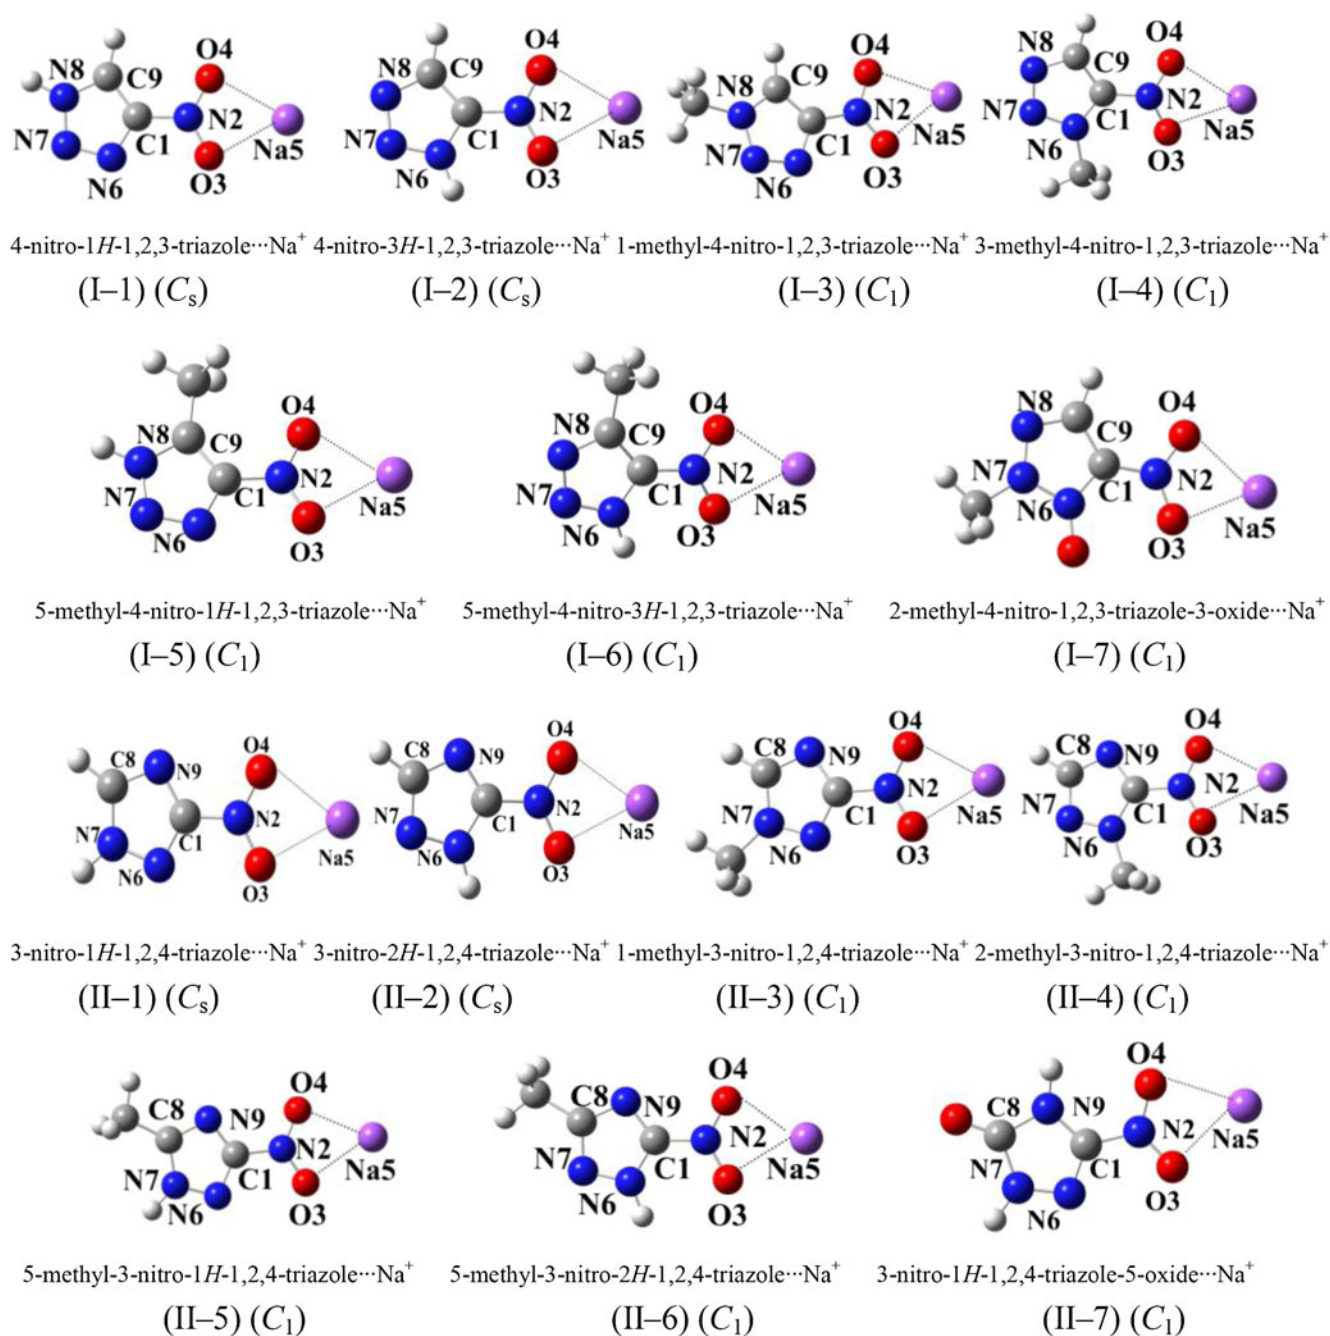 O4 O4 O4 N8 O4
N8 C9 N8 C9 N8 C9 C9
N2 N2 N2 N7 N2
N7 C1 Na5 N7 C1 Na5 N7 C1 Na5 C1 Na5
N6 O3 N6 O3 N6 O3 N6 O3
4-nitro-1H-1,2,3-triazole···Na⁺ 4-nitro-3H-1,2,3-triazole···Na⁺ 1-methyl-4-nitro-1,2,3-triazole···Na⁺ 3-methyl-4-nitro-1,2,3-triazole···Na⁺
(I–1) (Cs) (I–2) (Cs) (I–3) (C1) (I–4) (C1)
O4 O4 N8 O4
N8 C9 N8 C9 C9
N7 N2 N7 N2 N7 N2
C1 Na5 C1 Na5 N6 C1 Na5
N6 O3 N6 O3 O3
5-methyl-4-nitro-1H-1,2,3-triazole···Na⁺ 5-methyl-4-nitro-3H-1,2,3-triazole···Na⁺ 2-methyl-4-nitro-1,2,3-triazole-3-oxide···Na⁺
(I–5) (C1) (I–6) (C1) (I–7) (C1)
O4 O4 O4 O4
C8 N9 C8 N9 C8 N9 C8 N9
N7 C1 N2 N7 C1 N2 N7 C1 N2 N7 C1 N2
N6 Na5 N6 Na5 N6 Na5 N6 Na5
O3 O3 O3 O3
3-nitro-1H-1,2,4-triazole···Na⁺ 3-nitro-2H-1,2,4-triazole···Na⁺ 1-methyl-3-nitro-1,2,4-triazole···Na⁺ 2-methyl-3-nitro-1,2,4-triazole···Na⁺
(II–1) (Cs) (II–2) (Cs) (II–3) (C1) (II–4) (C1)
O4 O4 O4
C8 N9 C8 N9 C8 N9
N2 N2 N2
N7 C1 Na5 N7 C1 Na5 N7 C1 Na5
N6 O3 N6 O3 N6 O3
5-methyl-3-nitro-1H-1,2,4-triazole···Na⁺ 5-methyl-3-nitro-2H-1,2,4-triazole···Na⁺ 3-nitro-1H-1,2,4-triazole-5-oxide···Na⁺
(II–5) (C1) (II–6) (C1) (II–7) (C1)